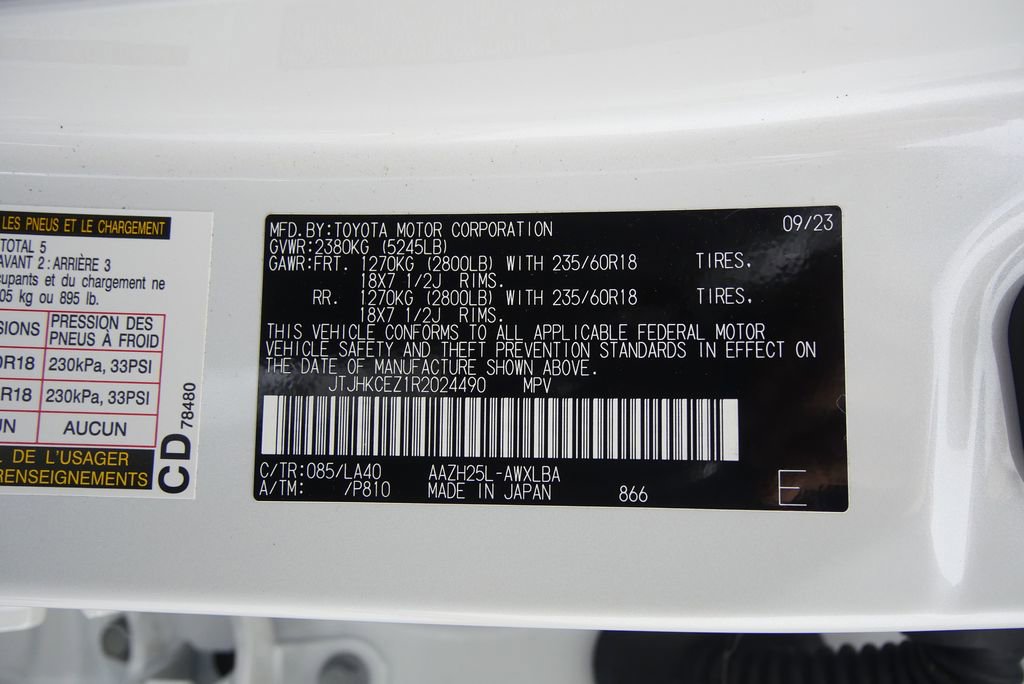 LES PNEUS ET LE CHARGEMENT
TOTAL 5
AVANT 2: ARRIÈRE 3
et du chargement ne
kg ou 895 lb.
PRESSION DES
PNEUS À FROID
R18 230kPa, 33PSI
R18 230kPa, 33PSI
AUCUN
DE L'USAGER
RENSEIGNEMENTS
CD 78480
MFD.BY:TOYOTA MOTOR CORPORATION 09/23
GVWR:2380KG (5245LB)
GAWR:FRT. 1270KG (2800LB) WITH 235/60R18 TIRES,
18X7 1/2J RIMS.
RR. 1270KG (2800LB) WITH 235/60R18 TIRES,
18X7 1/2J RIMS.
THIS VEHICLE CONFORMS TO ALL APPLICABLE FEDERAL MOTOR
VEHICLE SAFETY AND THEFT PREVENTION STANDARDS IN EFFECT ON
THE DATE OF MANUFACTURE SHOWN ABOVE.
JTJHKCEZ1R2024490 MPV
C/TR:085/LA40 AAZH25L-AWXLBA
A/TM: /P810 MADE IN JAPAN 866 E